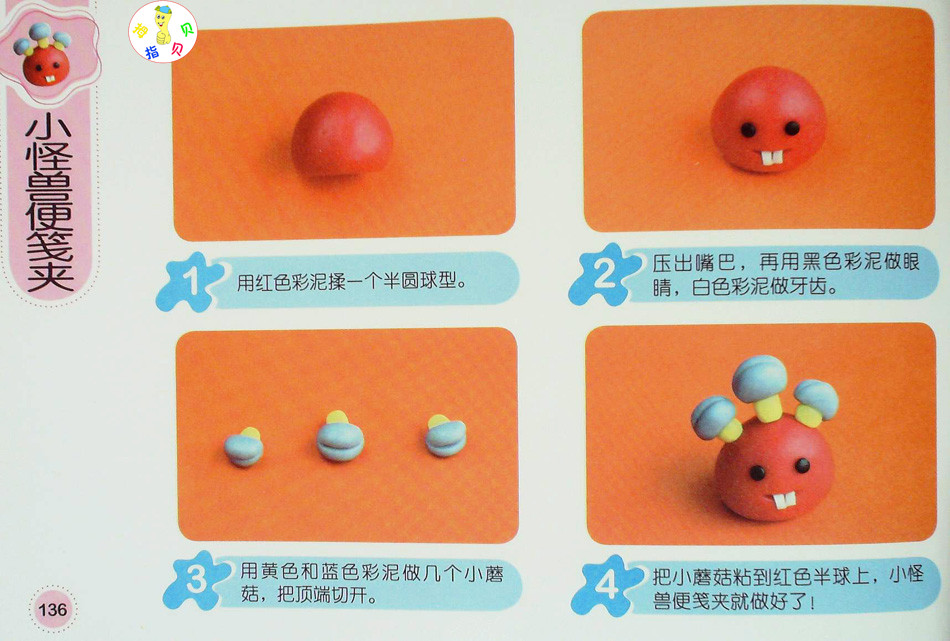 拇指贝贝
小怪兽便笺夹
1
用红色彩泥揉一个半圆球型。
2
压出嘴巴，再用黑色彩泥做眼
睛，白色彩泥做牙齿。
3
用黄色和蓝色彩泥做几个小蘑
菇，把顶端切开。
4
把小蘑菇粘到红色半球上，小怪
兽便笺夹就做好了!
136